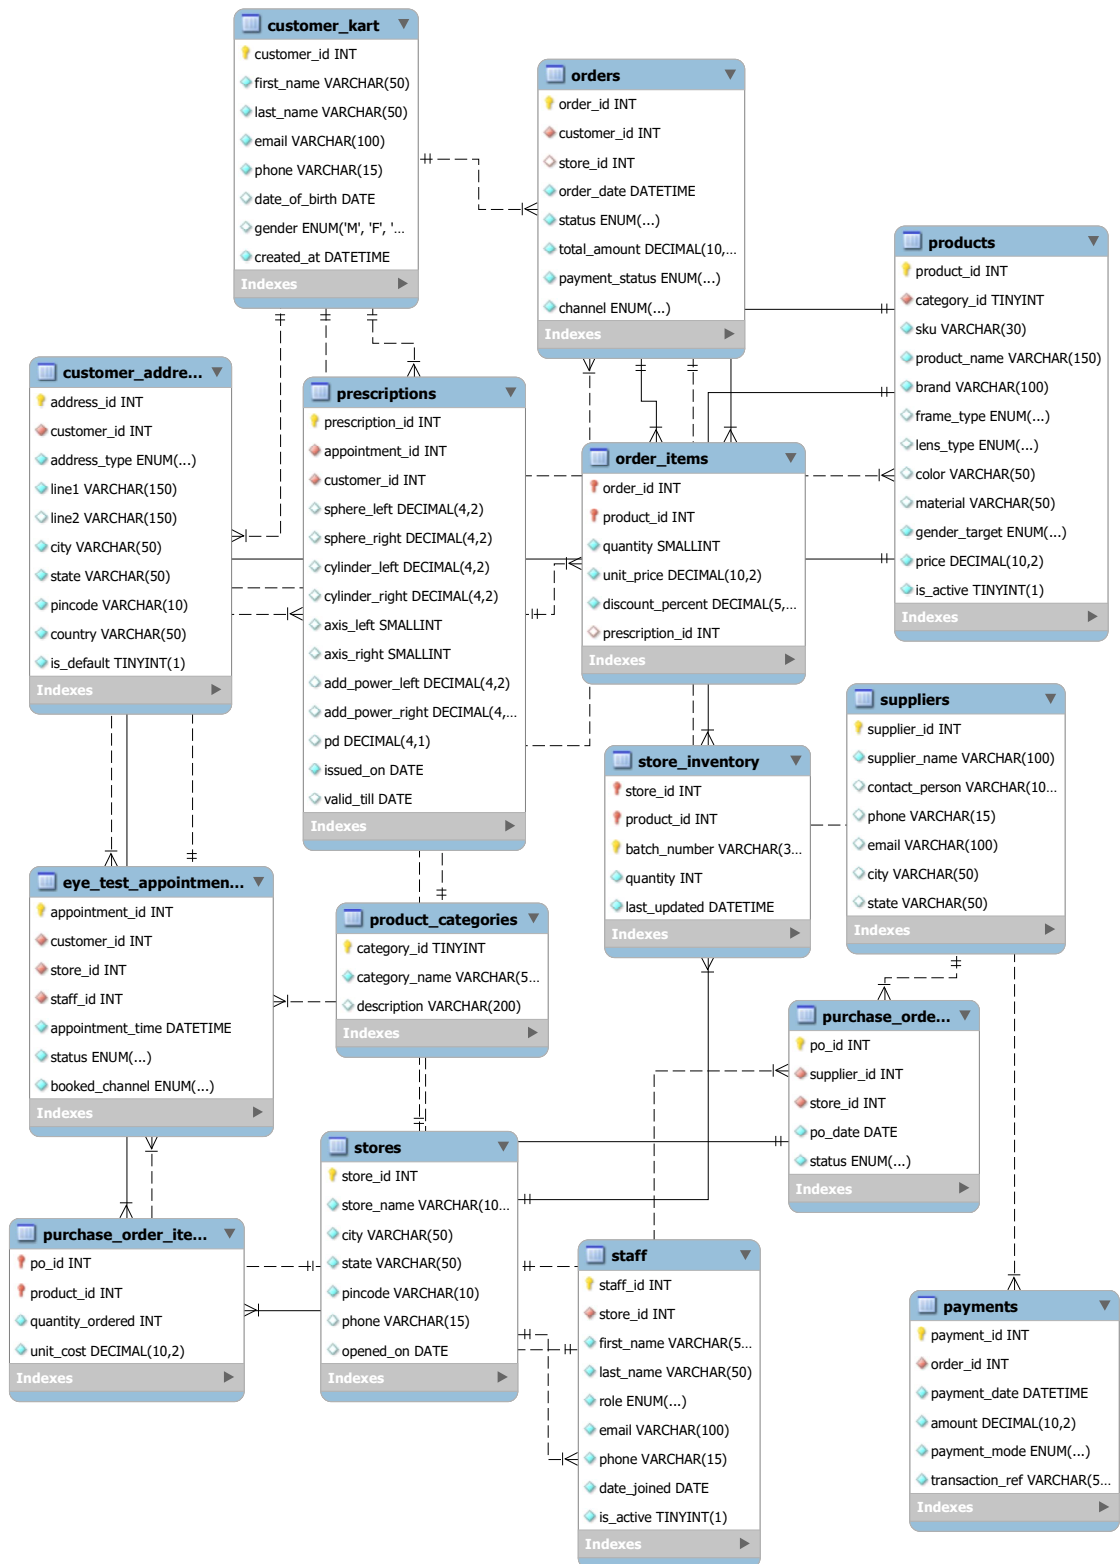 customer_kart
customer_id INT
first_name VARCHAR(50)
last_name VARCHAR(50)
email VARCHAR(100)
phone VARCHAR(15)
date_of_birth DATE
gender ENUM('M', 'F', '...
created_at DATETIME
Indexes
orders
order_id INT
customer_id INT
store_id INT
order_date DATETIME
status ENUM(...)
total_amount DECIMAL(10,...
payment_status ENUM(...)
channel ENUM(...)
Indexes
products
product_id INT
category_id TINYINT
sku VARCHAR(30)
product_name VARCHAR(150)
brand VARCHAR(100)
frame_type ENUM(...)
lens_type ENUM(...)
color VARCHAR(50)
material VARCHAR(50)
gender_target ENUM(...)
price DECIMAL(10,2)
is_active TINYINT(1)
Indexes
customer_addre...
address_id INT
customer_id INT
address_type ENUM(...)
line1 VARCHAR(150)
line2 VARCHAR(150)
city VARCHAR(50)
state VARCHAR(50)
pincode VARCHAR(10)
country VARCHAR(50)
is_default TINYINT(1)
Indexes
prescriptions
prescription_id INT
appointment_id INT
customer_id INT
sphere_left DECIMAL(4,2)
sphere_right DECIMAL(4,2)
cylinder_left DECIMAL(4,2)
cylinder_right DECIMAL(4,2)
axis_left SMALLINT
axis_right SMALLINT
add_power_left DECIMAL(4,2)
add_power_right DECIMAL(4,...
pd DECIMAL(4,1)
issued_on DATE
valid_till DATE
Indexes
order_items
order_id INT
product_id INT
quantity SMALLINT
unit_price DECIMAL(10,2)
discount_percent DECIMAL(5,...
prescription_id INT
Indexes
suppliers
supplier_id INT
supplier_name VARCHAR(100)
contact_person VARCHAR(10...
phone VARCHAR(15)
email VARCHAR(100)
city VARCHAR(50)
state VARCHAR(50)
Indexes
store_inventory
store_id INT
product_id INT
batch_number VARCHAR(3...
quantity INT
last_updated DATETIME
Indexes
eye_test_appointmen...
appointment_id INT
customer_id INT
store_id INT
staff_id INT
appointment_time DATETIME
status ENUM(...)
booked_channel ENUM(...)
Indexes
product_categories
category_id TINYINT
category_name VARCHAR(5...
description VARCHAR(200)
Indexes
purchase_orde...
po_id INT
supplier_id INT
store_id INT
po_date DATE
status ENUM(...)
Indexes
stores
store_id INT
store_name VARCHAR(10...
city VARCHAR(50)
state VARCHAR(50)
pincode VARCHAR(10)
phone VARCHAR(15)
opened_on DATE
Indexes
purchase_order_ite...
po_id INT
product_id INT
quantity_ordered INT
unit_cost DECIMAL(10,2)
Indexes
staff
staff_id INT
store_id INT
first_name VARCHAR(5...
last_name VARCHAR(50)
role ENUM(...)
email VARCHAR(100)
phone VARCHAR(15)
date_joined DATE
is_active TINYINT(1)
Indexes
payments
payment_id INT
order_id INT
payment_date DATETIME
amount DECIMAL(10,2)
payment_mode ENUM(...)
transaction_ref VARCHAR(5...
Indexes